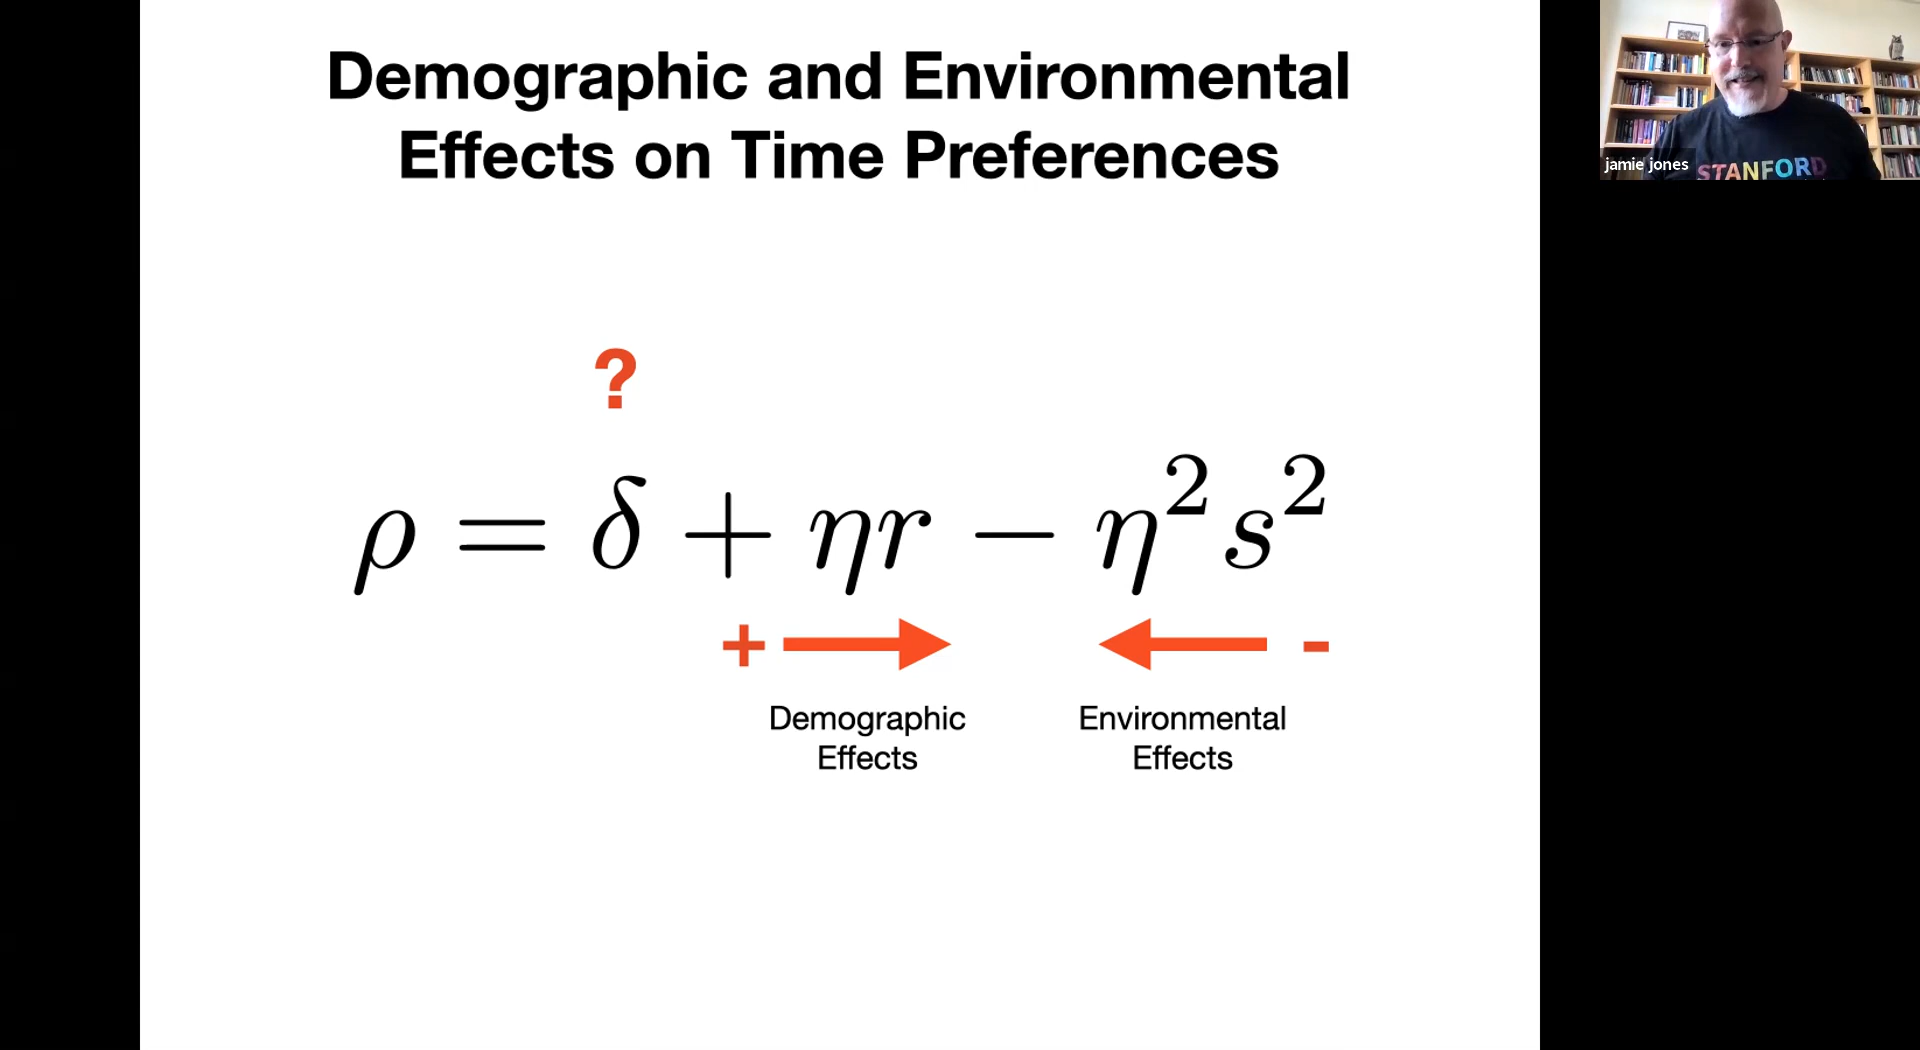 Demographic and Environmental
Effects on Time Preferences
?
ρ = δ + ηr − η²s²
+ -
Demographic
Effects
Environmental
Effects
jamie jones
STANFORD